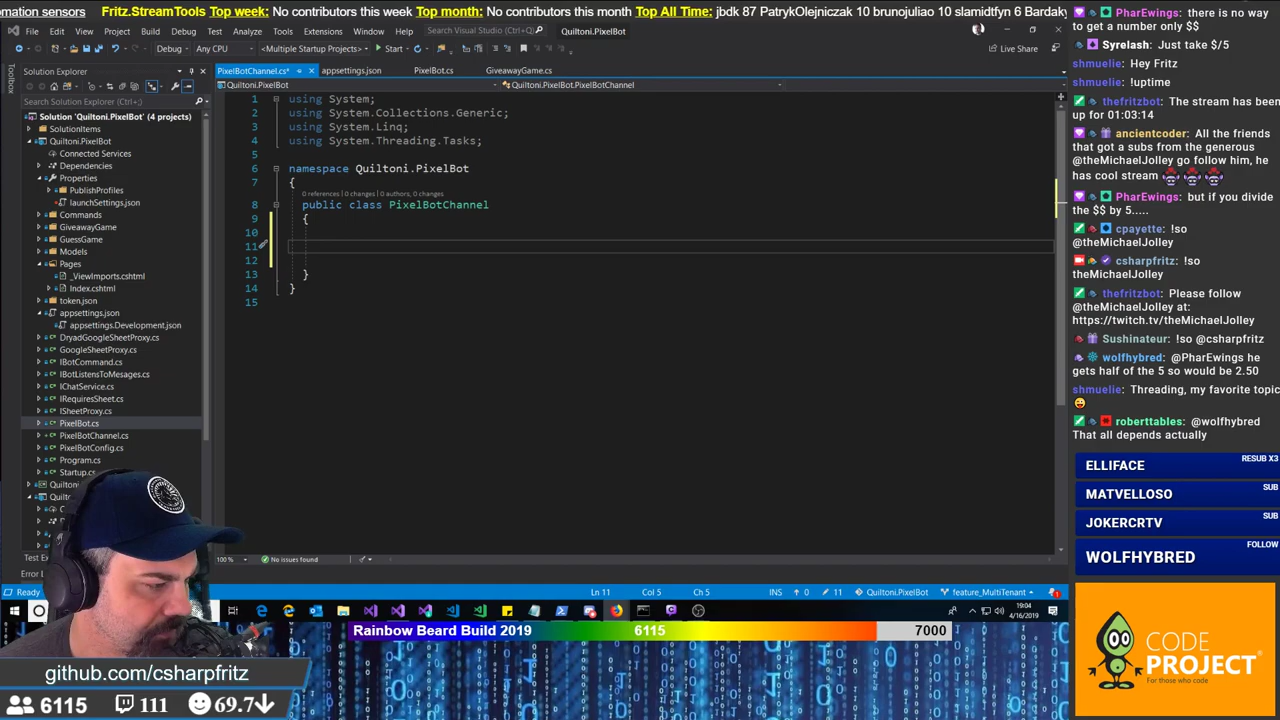 omation sensors Fritz.StreamTools Top week: No contributors this week Top month: No contributors this month Top All Time: jbdk 87 PatrykOlejniczak 10 brunojuliao 10 slamidtfyn 6 Bardaky
File Edit View Project Build Debug Team Test Analyze Tools Extensions Window Help Search Visual Studio Quiltoni.PixelBot
Debug Any CPU <Multiple Startup Projects> Start Live Share
Toolbox
Solution Explorer
PixelBotChannel.cs* appsettings.json PixelBot.cs GiveawayGame.cs
Quiltoni.PixelBot Quiltoni.PixelBot.PixelBotChannel
Search Solution Explorer
Solution 'Quiltoni.PixelBot' (4 projects)
SolutionItems
Quiltoni.PixelBot
Connected Services
Dependencies
Properties
PublishProfiles
launchSettings.json
Commands
GiveawayGame
GuessGame
Models
Pages
_ViewImports.cshtml
Index.cshtml
token.json
appsettings.json
appsettings.Development.json
DryadGoogleSheetProxy.cs
GoogleSheetProxy.cs
IBotCommand.cs
IBotListensToMesages.cs
IChatService.cs
IRequiresSheet.cs
ISheetProxy.cs
PixelBot.cs
PixelBotChannel.cs
PixelBotConfig.cs
Program.cs
Startup.cs
Test Ex
Error L
1 using System;
2 using System.Collections.Generic;
3 using System.Linq;
4 using System.Threading.Tasks;
5
6 namespace Quiltoni.PixelBot
7 {
0 references | 0 changes | 0 authors, 0 changes
8 public class PixelBotChannel
9 {
10
11
12
13 }
14 }
15
100 % No issues found
Ready Ln 11 Col 5 Ch 5 INS 0 11 Quiltoni.PixelBot feature_MultiTenant 1
19:04
4/16/2019
Rainbow Beard Build 2019 6115 7000
github.com/csharpfritz
6115 111 69.7
PharEwings: there is no way to get a number only $$
Syrelash: Just take $/5
shmuelie: Hey Fritz
shmuelie: !uptime
thefritzbot: The stream has been up for 01:03:14
ancientcoder: All the friends that got a subs from the generous @theMichaelJolley go follow him, he has cool stream
PharEwings: but if you divide the $$ by 5.....
cpayette: !so @theMichaelJolley
csharpfritz: !so theMichaelJolley
thefritzbot: Please follow @theMichaelJolley at: https://twitch.tv/theMichaelJolley
Sushinateur: !so @csharpfritz
wolfhybred: @PharEwings he gets half of the 5 so would be 2.50
shmuelie: Threading, my favorite topic
roberttables: @wolfhybred That all depends actually
ELLIFACE RESUB X3
MATVELLOSO SUB
JOKERCRTV SUB
WOLFHYBRED FOLLOW
CODE
PROJECT
For those who code